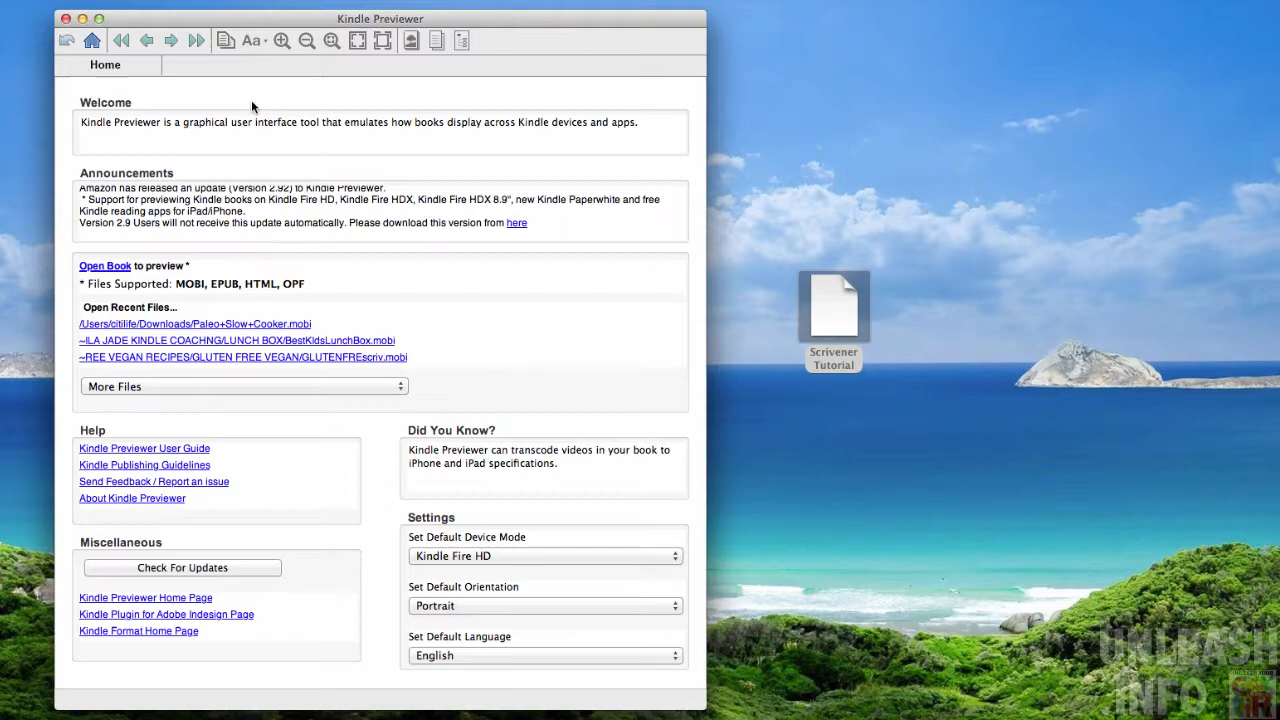 Kindle Previewer
Aa
Home
Welcome
Kindle Previewer is a graphical user interface tool that emulates how books display across Kindle devices and apps.
Announcements
Amazon has released an update (Version 2.92) to Kindle Previewer.
* Support for previewing Kindle books on Kindle Fire HD, Kindle Fire HDX, Kindle Fire HDX 8.9", new Kindle Paperwhite and free
Kindle reading apps for iPad/iPhone.
Version 2.9 Users will not receive this update automatically. Please download this version from here
Open Book to preview *
* Files Supported: MOBI, EPUB, HTML, OPF
Open Recent Files...
/Users/citilife/Downloads/Paleo+Slow+Cooker.mobi
~ILA JADE KINDLE COACHNG/LUNCH BOX/BestKidsLunchBox.mobi
~REE VEGAN RECIPES/GLUTEN FREE VEGAN/GLUTENFREscriv.mobi
More Files
Help
Kindle Previewer User Guide
Kindle Publishing Guidelines
Send Feedback / Report an issue
About Kindle Previewer
Did You Know?
Kindle Previewer can transcode videos in your book to
iPhone and iPad specifications.
Settings
Set Default Device Mode
Kindle Fire HD
Set Default Orientation
Portrait
Set Default Language
English
Miscellaneous
Check For Updates
Kindle Previewer Home Page
Kindle Plugin for Adobe Indesign Page
Kindle Format Home Page
Scrivener
Tutorial
UNLEASH
INFO